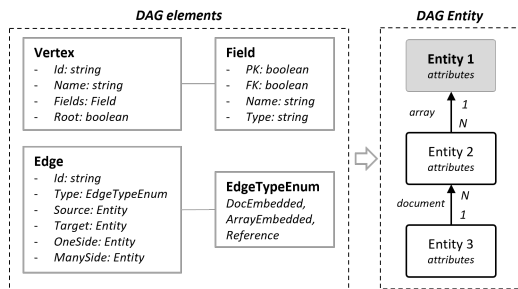 DAG elements
Vertex
- Id: string
- Name: string
- Fields: Field
- Root: boolean
Field
- PK: boolean
- FK: boolean
- Name: string
- Type: string
Edge
- Id: string
- Type: EdgeTypeEnum
- Source: Entity
- Target: Entity
- OneSide: Entity
- ManySide: Entity
EdgeTypeEnum
DocEmbedded,
ArrayEmbedded,
Reference
DAG Entity
Entity 1
attributes
1
array
N
Entity 2
attributes
N
document
1
Entity 3
attributes